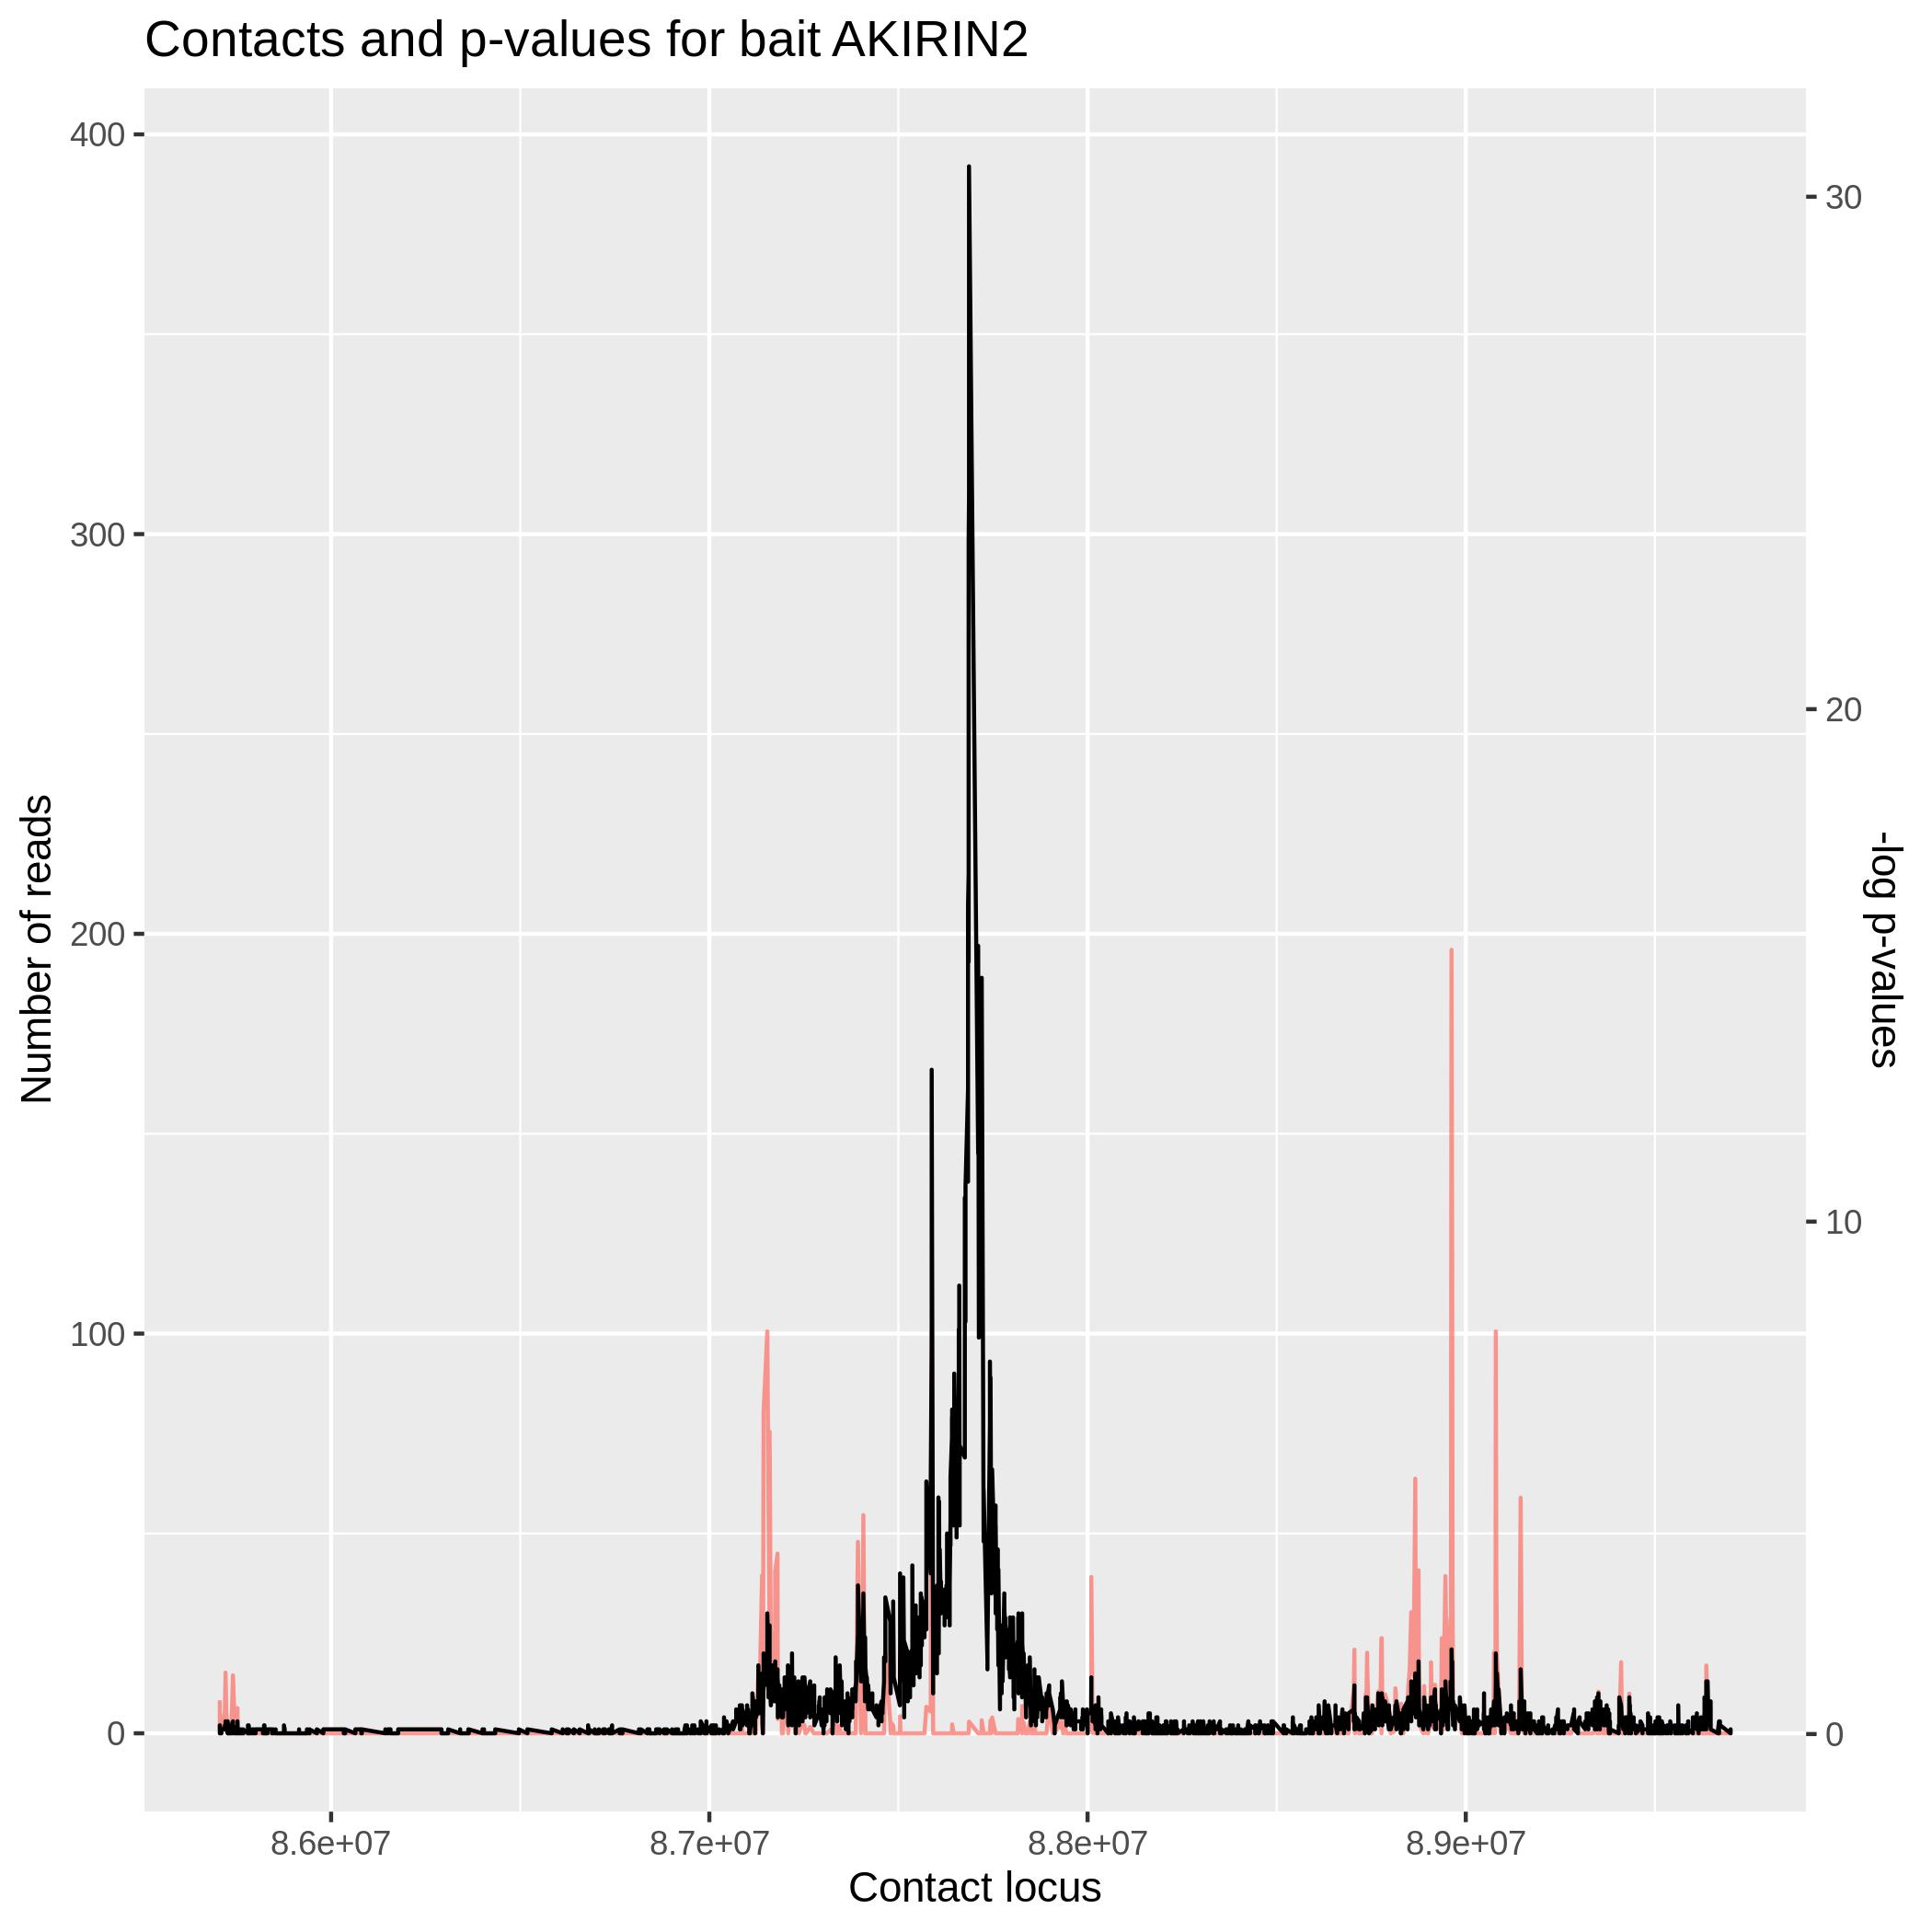 Contacts and p-values for bait AKIRIN2
400
300
200
100
0
Number of reads
30
20
10
0
-log p-values
8.6e+07
8.7e+07
8.8e+07
8.9e+07
Contact locus